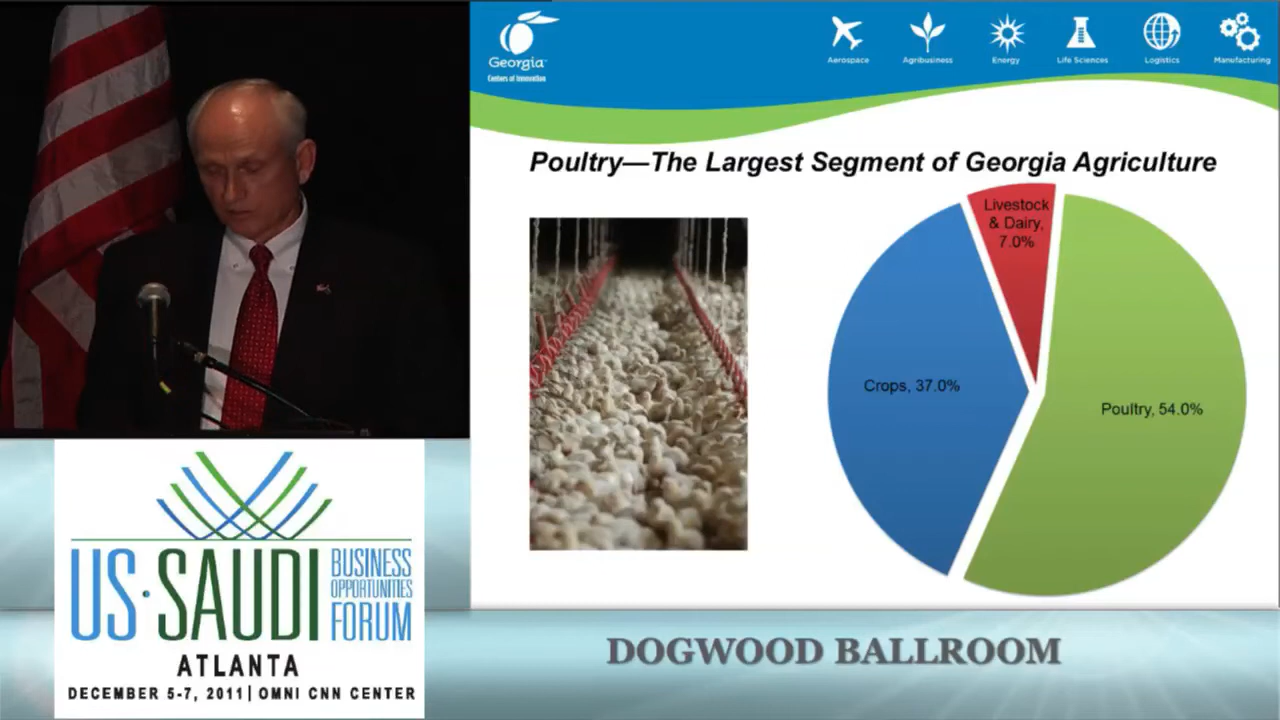 Georgia
Centers of Innovation
Aerospace
Agribusiness
Energy
Life Sciences
Logistics
Manufacturing
Poultry—The Largest Segment of Georgia Agriculture
Livestock
& Dairy,
7.0%
Crops, 37.0%
Poultry, 54.0%
US·SAUDI
BUSINESS
OPPORTUNITIES
FORUM
ATLANTA
DECEMBER 5-7, 2011| OMNI CNN CENTER
DOGWOOD BALLROOM